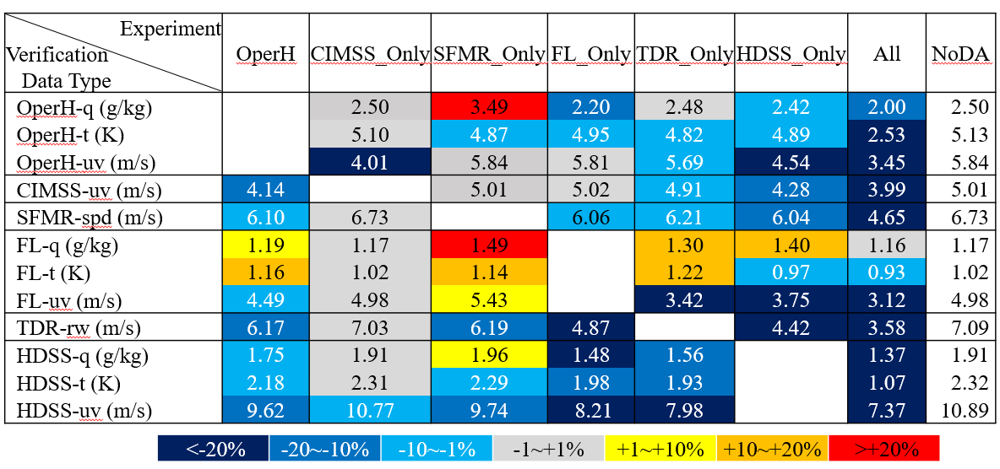 Experiment
Verification
Data Type
OperH CIMSS_Only SFMR_Only FL_Only TDR_Only HDSS_Only All NoDA
OperH-q (g/kg) 2.50 3.49 2.20 2.48 2.42 2.00 2.50
OperH-t (K) 5.10 4.87 4.95 4.82 4.89 2.53 5.13
OperH-uv (m/s) 4.01 5.84 5.81 5.69 4.54 3.45 5.84
CIMSS-uv (m/s) 4.14 5.01 5.02 4.91 4.28 3.99 5.01
SFMR-spd (m/s) 6.10 6.73 6.06 6.21 6.04 4.65 6.73
FL-q (g/kg) 1.19 1.17 1.49 1.30 1.40 1.16 1.17
FL-t (K) 1.16 1.02 1.14 1.22 0.97 0.93 1.02
FL-uv (m/s) 4.49 4.98 5.43 3.42 3.75 3.12 4.98
TDR-rw (m/s) 6.17 7.03 6.19 4.87 4.42 3.58 7.09
HDSS-q (g/kg) 1.75 1.91 1.96 1.48 1.56 1.37 1.91
HDSS-t (K) 2.18 2.31 2.29 1.98 1.93 1.07 2.32
HDSS-uv (m/s) 9.62 10.77 9.74 8.21 7.98 7.37 10.89
<-20% -20~-10% -10~-1% -1~+1% +1~+10% +10~+20% >+20%